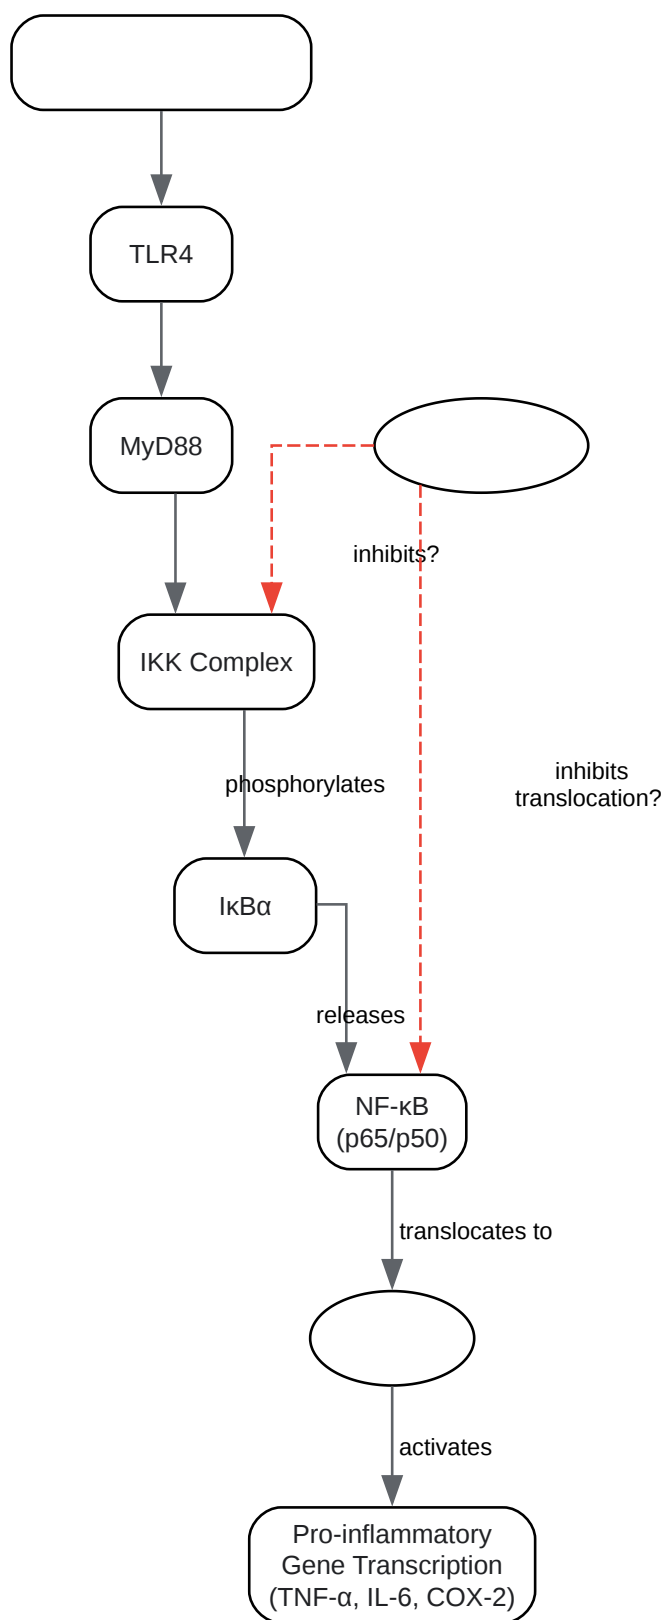 TLR4
MyD88
inhibits?
IKK Complex
inhibits
translocation?
phosphorylates
IκBα
releases
NF-κB
(p65/p50)
translocates to
activates
Pro-inflammatory
Gene Transcription
(TNF-α, IL-6, COX-2)